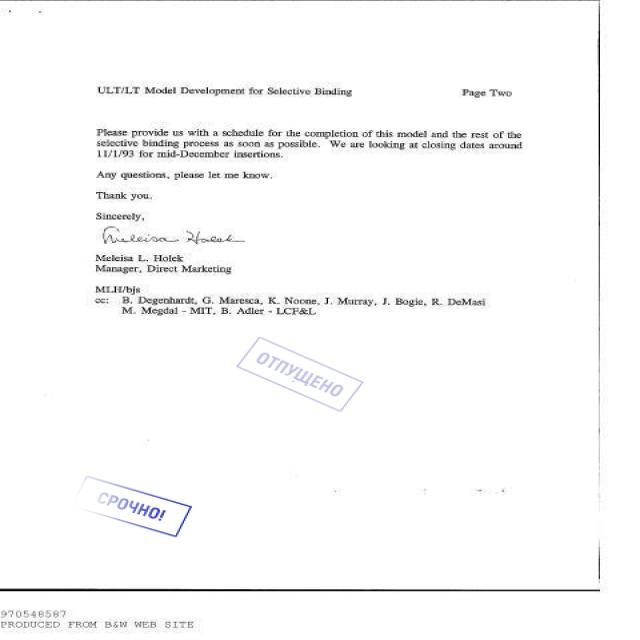 ULT/LT Model Development for Selective Binding Page Two
Please provide us with a schedule for the completion of this model and the rest of the
selective binding process as soon as possible. We are looking at closing dates around
11/1/93 for mid-December insertions.
Any questions, please let me know.
Thank you.
Sincerely,
Meleisa Holek
Meleisa L. Holek
Manager, Direct Marketing
MLH/bjs
cc: B. Degenhardt, G. Maresca, K. Noone, J. Murray, J. Bogie, R. DeMasi
M. Megdal - MIT, B. Adler - LCF&L
ОТПУЩЕНО
СРОЧНО!
970548587
PRODUCED FROM B&W WEB SITE